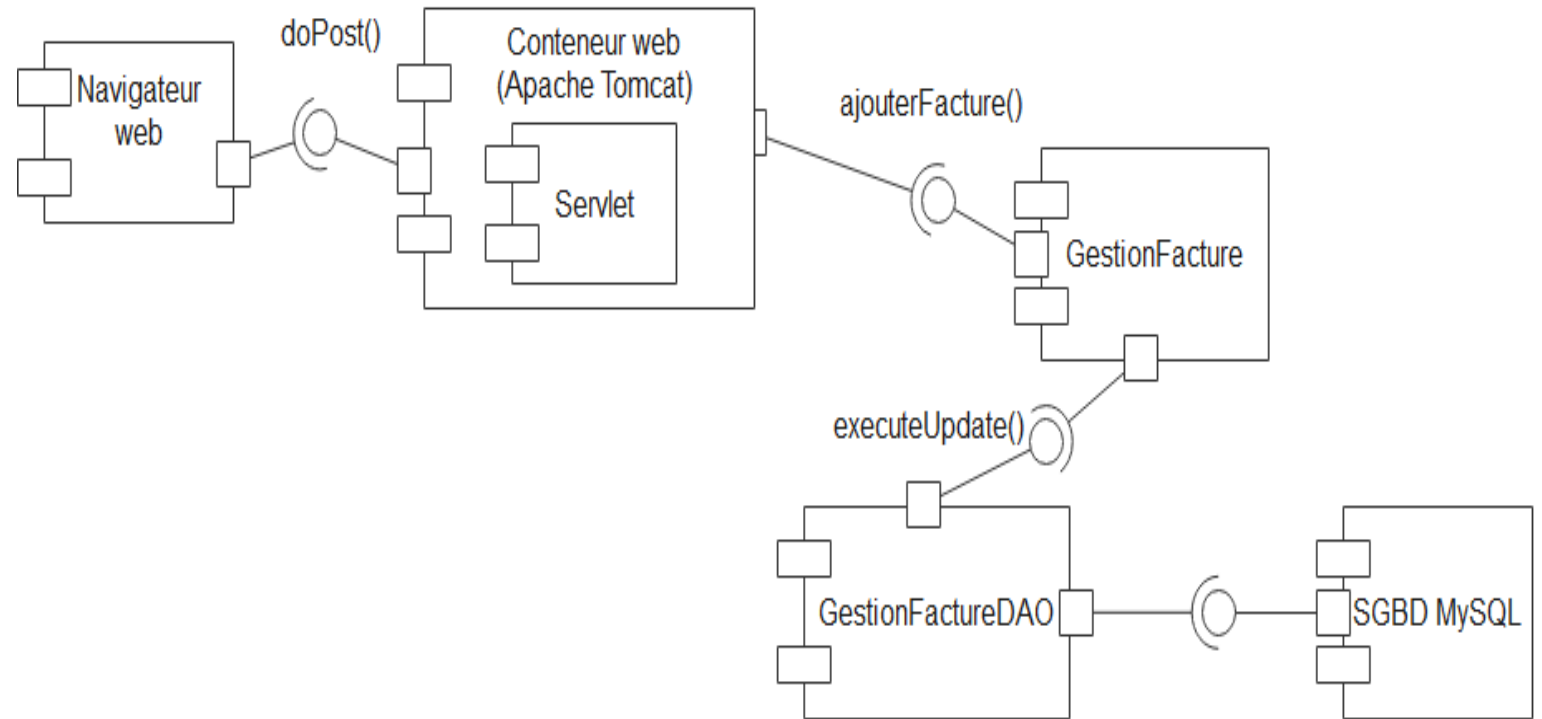 doPost()
Navigateur
web
Conteneur web
(Apache Tomcat)
Servlet
ajouterFacture()
GestionFacture
executeUpdate()
GestionFactureDAO
SGBD MySQL